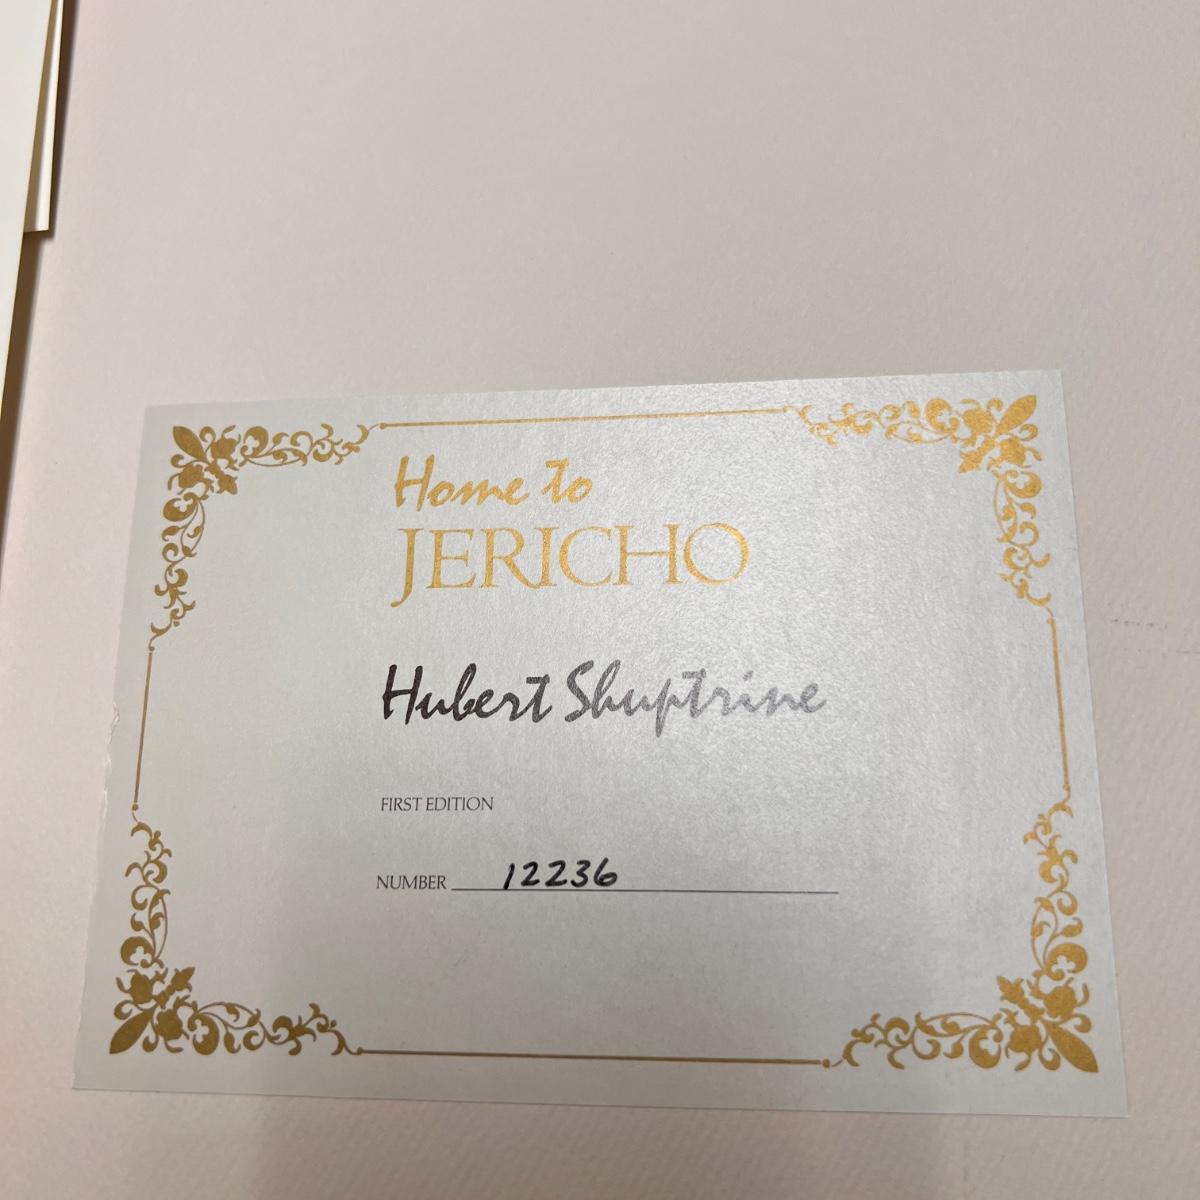 Home to
JERICHO
Hubert Shuptrine
FIRST EDITION
NUMBER 12236